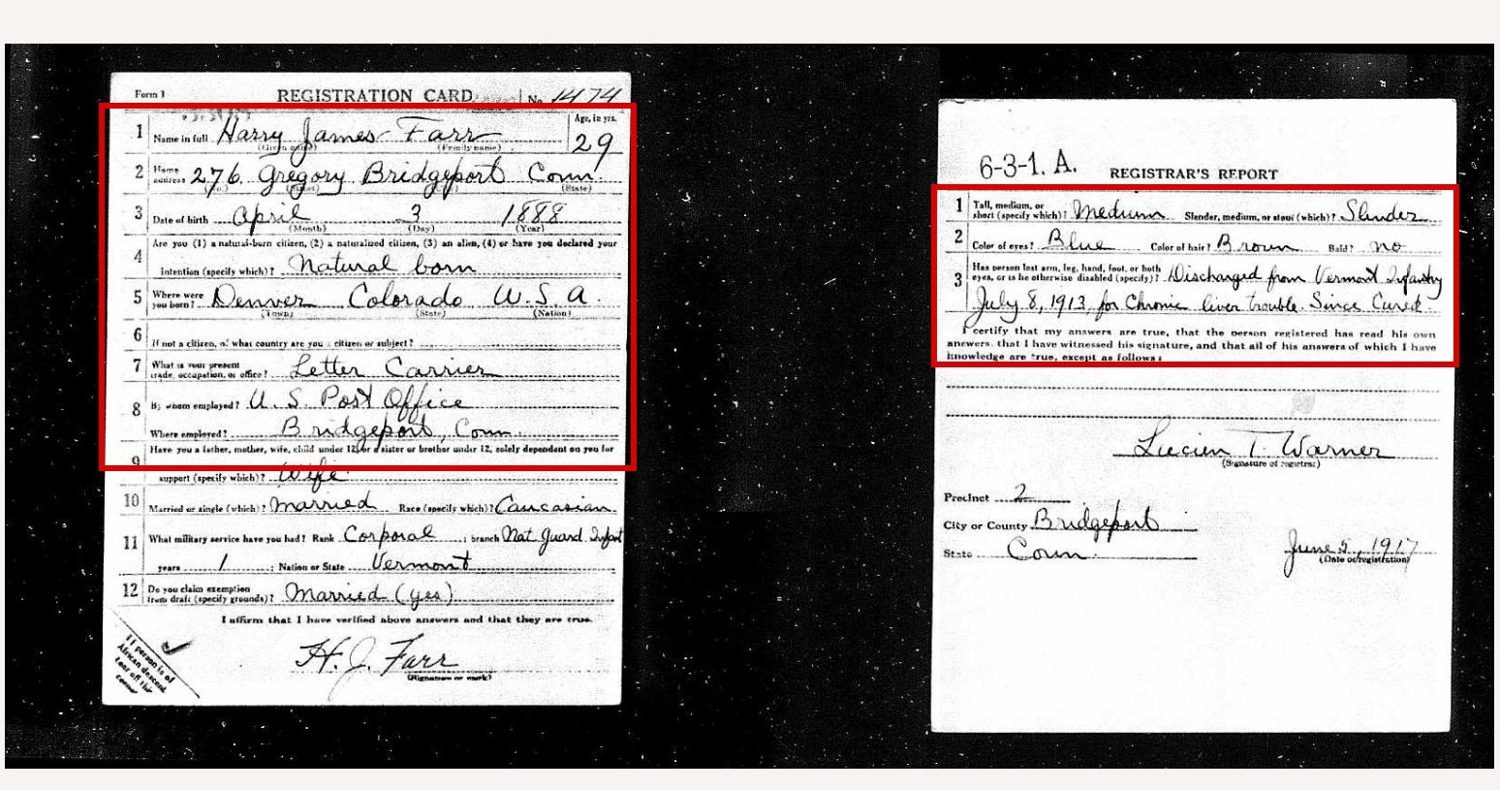 Form 1 REGISTRATION CARD No. 1474
1 Name in full Harry James Farr Age, in yrs. 29
(Given name) (Family name)
2 Home address 276 Gregory Bridgeport Conn.
(No.) (Street) (State)
3 Date of birth April 3 1888
(Month) (Day) (Year)
Are you (1) a natural-born citizen, (2) a naturalized citizen, (3) an alien, (4) or have you declared your
4 intention (specify which)? Natural born
5 Where were you born? Denver Colorado U.S.A.
(Town) (State) (Nation)
6 If not a citizen, of what country are you a citizen or subject?
7 What is your present trade, occupation, or office? Letter Carrier
8 By whom employed? U.S. Post Office
Where employed? Bridgeport, Conn.
9 Have you a father, mother, wife, child under 12, or a sister or brother under 12, solely dependent on you for
support (specify which)? Wife
10 Married or single (which)? Married Race (specify which)? Caucasian
11 What military service have you had? Rank Corporal ; branch Nat Guard Infant
years 1 ; Nation or State Vermont
12 Do you claim exemption from draft (specify grounds)? Married (yes)
I affirm that I have verified above answers and that they are true.
H. J. Farr
(Signature or mark)
If person is of
African descent
tear off this
corner
6-3-1. A. REGISTRAR'S REPORT
1 Tall, medium, or short (specify which)? Medium Slender, medium, or stout (which)? Slender
2 Color of eyes? Blue Color of hair? Brown Bald? no
3 Has person lost arm, leg, hand, foot, or both
eyes, or is he otherwise disabled (specify)? Discharged from Vermont Infantry
July 8, 1913, for Chronic liver trouble. Since Cured.
I certify that my answers are true, that the person registered has read his own
answers, that I have witnessed his signature, and that all of his answers of which I have
knowledge are true, except as follows:
Lucien T. Warner
(Signature of registrar)
Precinct 2
City or County Bridgeport
State Conn.
June 5, 1917
(Date of registration)